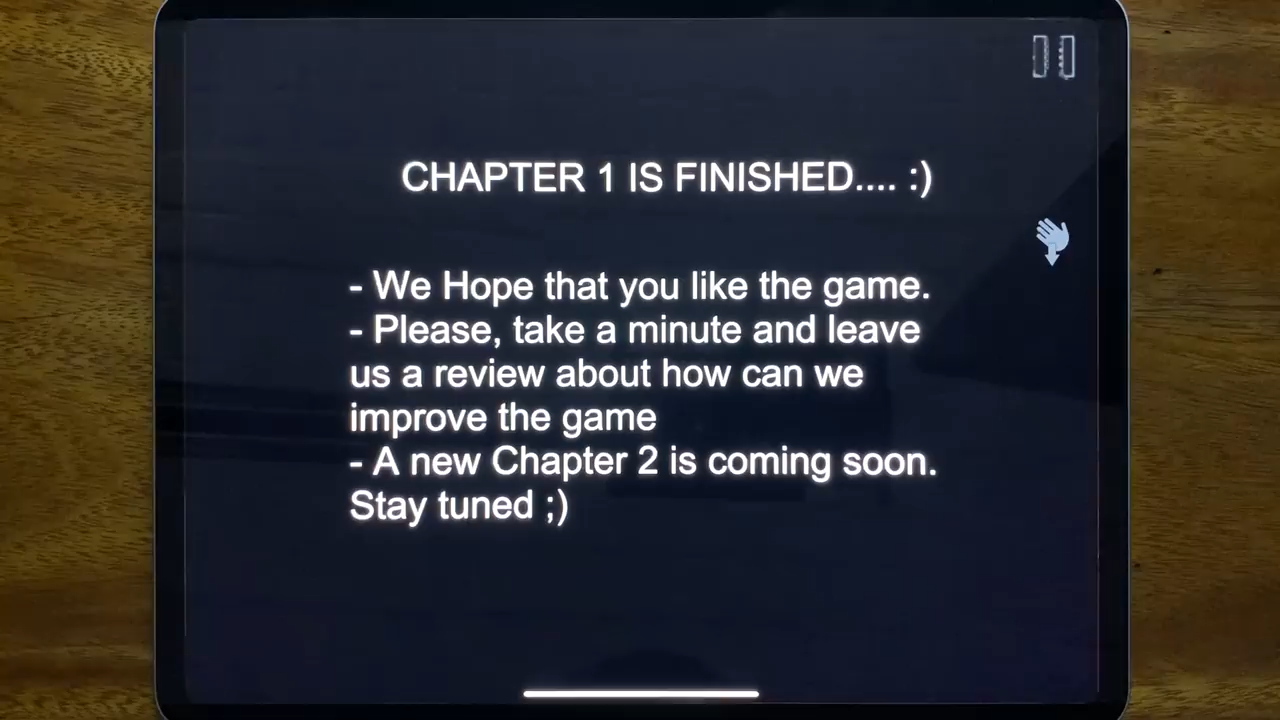 CHAPTER 1 IS FINISHED.... :)
- We Hope that you like the game.
- Please, take a minute and leave
us a review about how can we
improve the game
- A new Chapter 2 is coming soon.
Stay tuned ;)